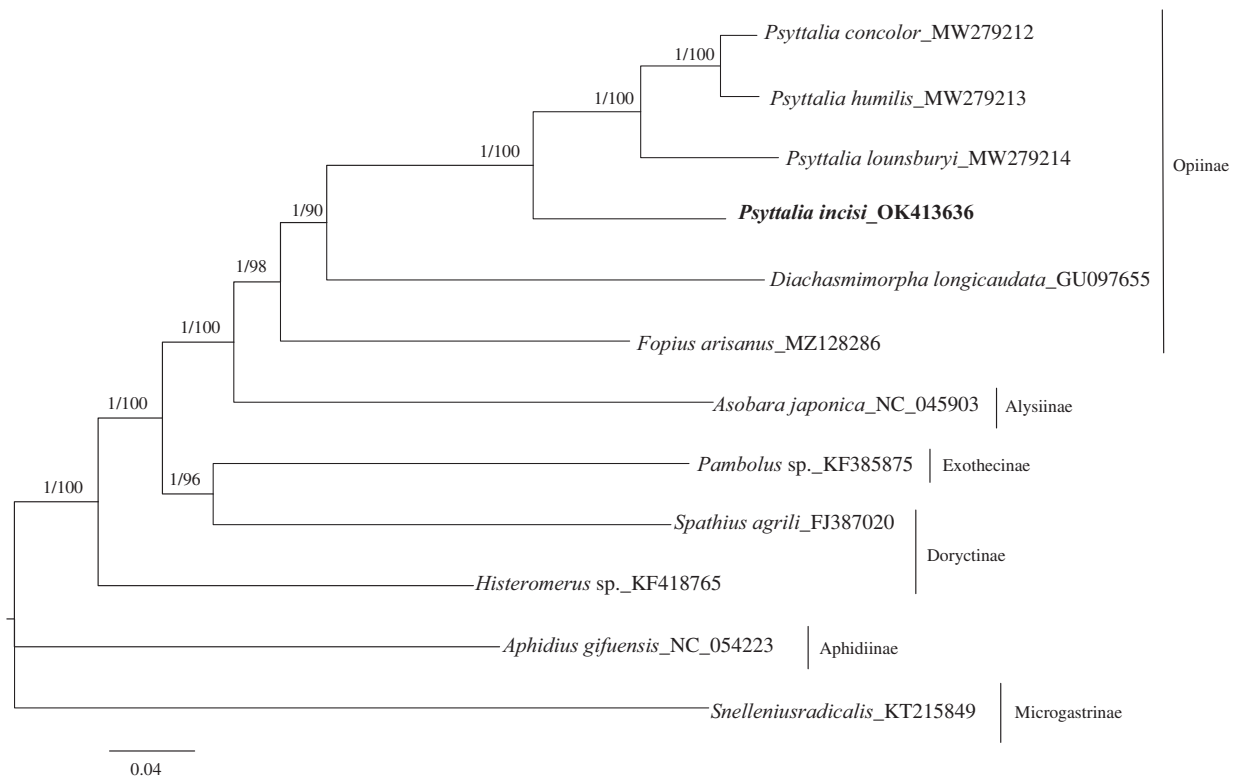 Psyttalia concolor_MW279212
1/100
Psyttalia humilis_MW279213
1/100
Psyttalia lounsburyi_MW279214
1/100
Opiinae
Psyttalia incisi_OK413636
1/90
1/98
Diachasmimorpha longicaudata_GU097655
1/100
Fopius arisanus_MZ128286
1/100
Asobara japonica_NC_045903
Alysiinae
Pambolus sp._KF385875
Exothecinae
1/96
1/100
Spathius agrili_FJ387020
Doryctinae
Histeromerus sp._KF418765
Aphidius gifuensis_NC_054223
Aphidiinae
Snelleniusradicalis_KT215849
Microgastrinae
0.04